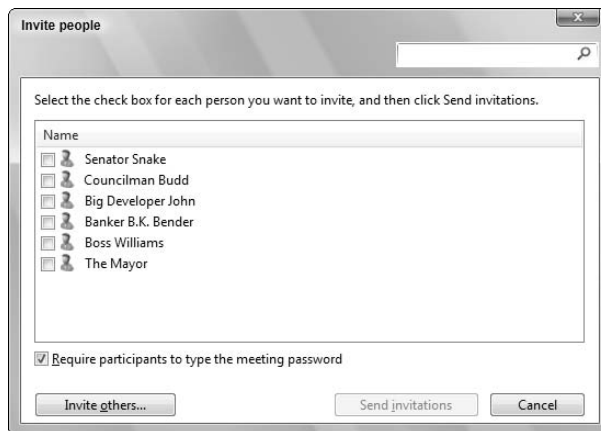 Invite people
Select the check box for each person you want to invite, and then click Send invitations.
Name
Senator Snake
Councilman Budd
Big Developer John
Banker B.K. Bender
Boss Williams
The Mayor
Require participants to type the meeting password
Invite others...
Send invitations
Cancel